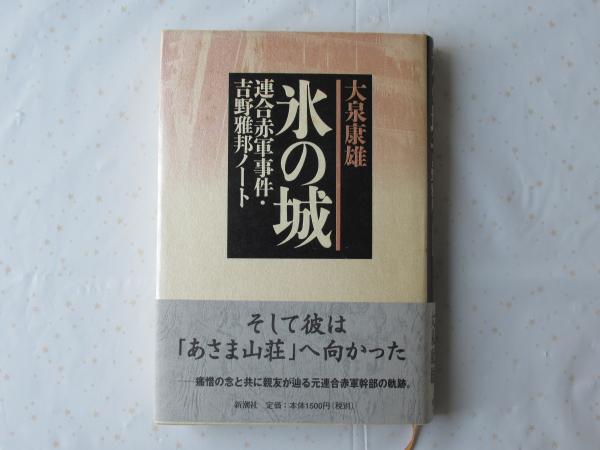 大泉康雄
氷の城
連合赤軍事件・
吉野雅邦ノート
そして彼は
「あさま山荘」へ向かった
──痛憤の念と共に親友が辿る元連合赤軍幹部の軌跡。
新潮社 定価:本体1500円(税別)